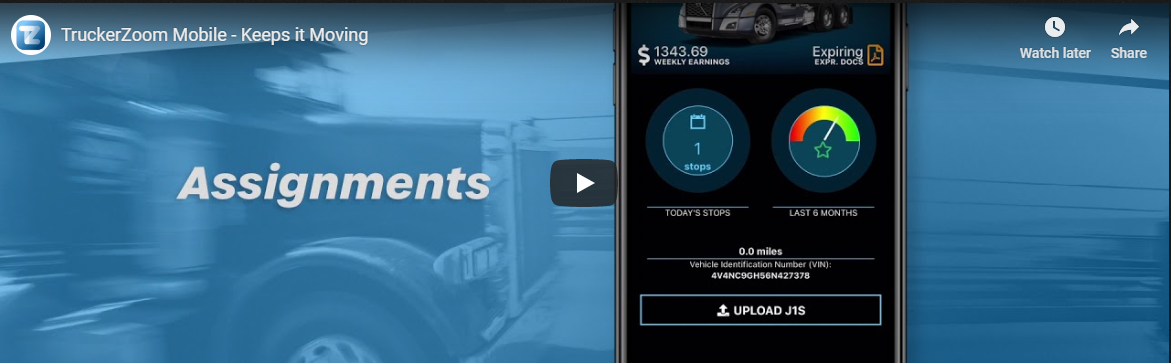 TZ
TruckerZoom Mobile - Keeps it Moving
Watch later
Share
Assignments
$ 1343.69
WEEKLY EARNINGS
Expiring
EXPR. DOCS
1
stops
TODAY'S STOPS
LAST 6 MONTHS
0.0 miles
Vehicle Identification Number (VIN):
4V4NC9GH56N427378
UPLOAD J1S